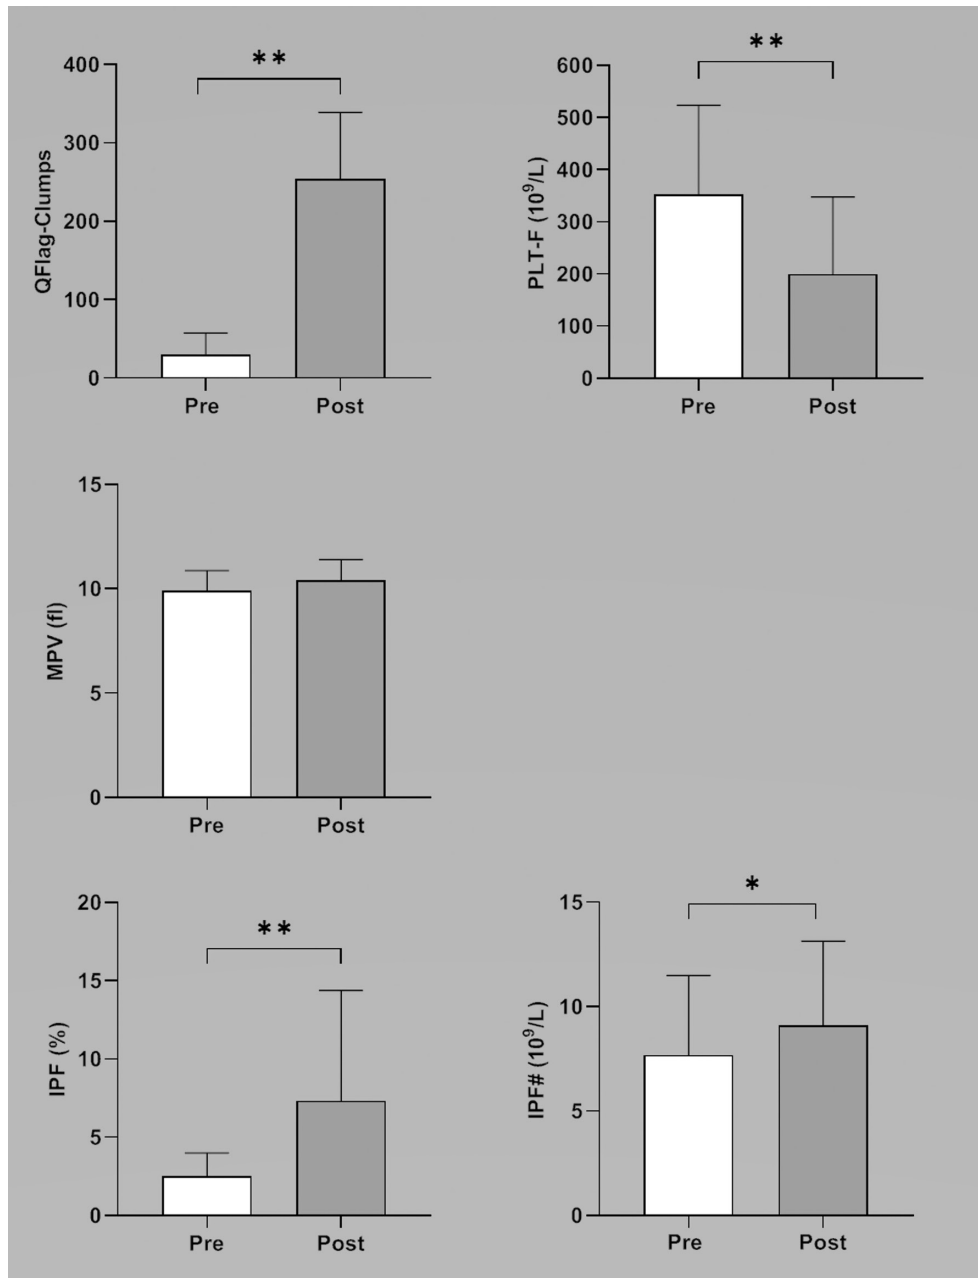 **
400
300
200
100
0
QFlag-Clumps
Pre Post
**
600
500
400
300
200
100
0
PLT-F (10⁹/L)
Pre Post
15
10
5
0
MPV (fl)
Pre Post
**
20
15
10
5
0
IPF (%)
Pre Post
*
15
10
5
0
IPF# (10⁹/L)
Pre Post